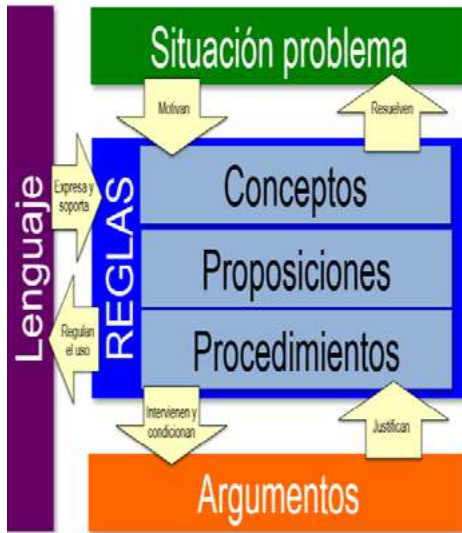 Situación problema
Motivan
Resuelven
Lenguaje
Expresa y
soporta
REGLAS
Conceptos
Proposiciones
Procedimientos
Regulan
el uso
Intervienen y
condicionan
Justifican
Argumentos